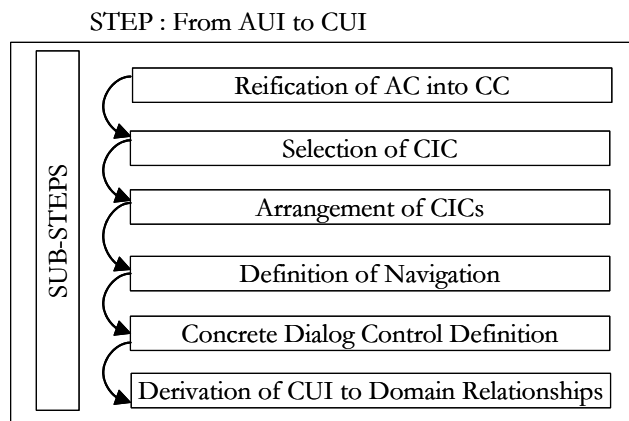 STEP : From AUI to CUI
SUB-STEPS
Reification of AC into CC
Selection of CIC
Arrangement of CICs
Definition of Navigation
Concrete Dialog Control Definition
Derivation of CUI to Domain Relationships